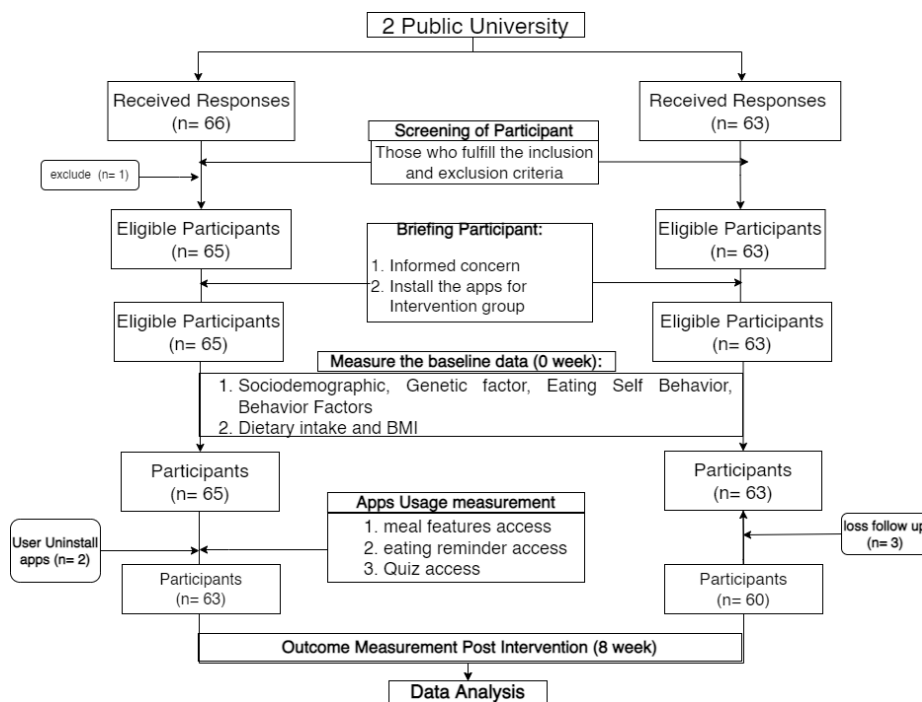 2 Public University
Received Responses
(n= 66)
Received Responses
(n= 63)
Screening of Participant
Those who fulfill the inclusion
and exclusion criteria
exclude (n= 1)
Eligible Participants
(n= 65)
Eligible Participants
(n= 63)
Briefing Participant:
1. Informed concern
2. Install the apps for
Intervention group
Eligible Participants
(n= 65)
Eligible Participants
(n= 63)
Measure the baseline data (0 week):
1. Sociodemographic, Genetic factor, Eating Self Behavior,
Behavior Factors
2. Dietary intake and BMI
Participants
(n= 65)
Participants
(n= 63)
Apps Usage measurement
1. meal features access
2. eating reminder access
3. Quiz access
User Uninstall
apps (n= 2)
loss follow up
(n= 3)
Participants
(n= 63)
Participants
(n= 60)
Outcome Measurement Post Intervention (8 week)
Data Analysis